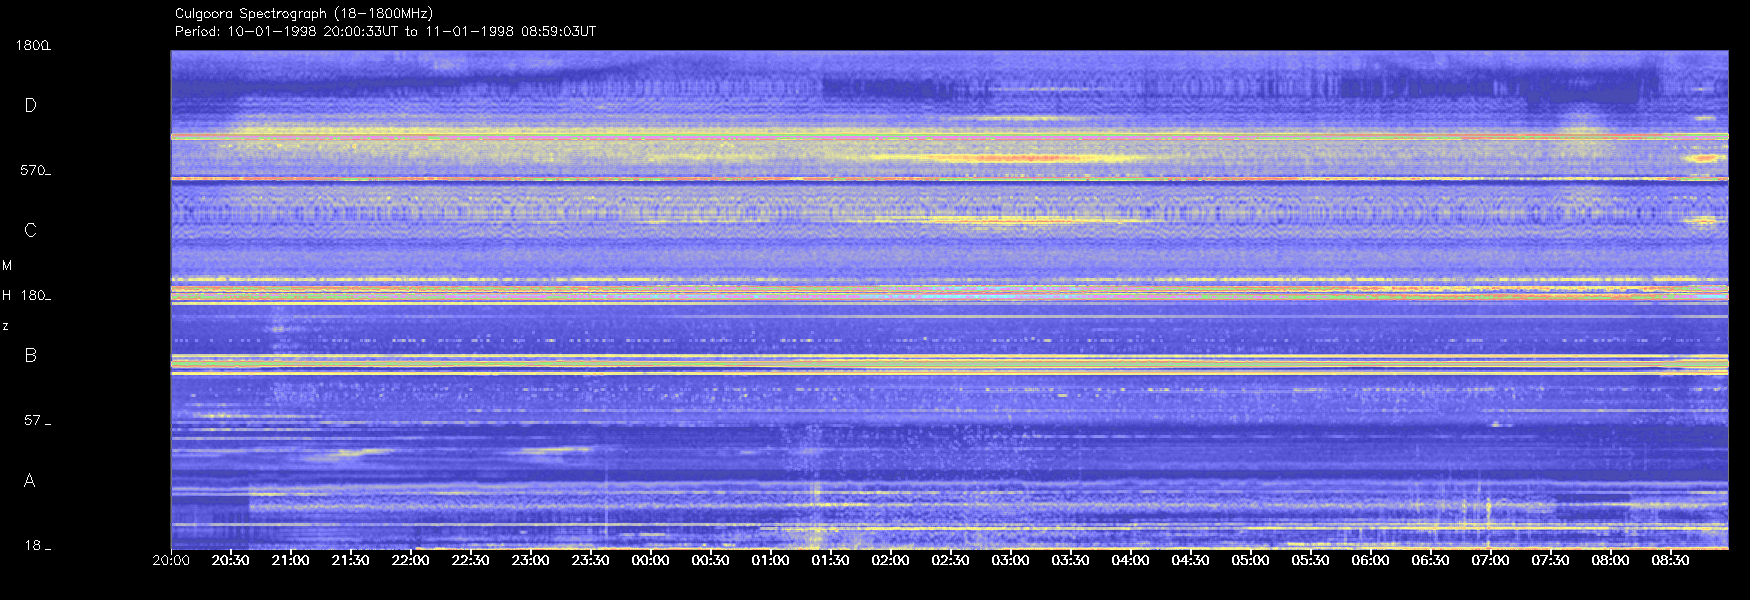 Culgoora Spectrograph (18-1800MHz)
Period: 10-01-1998 20:00:33UT to 11-01-1998 08:59:03UT
1800
D
570
C
M
H 180
z
B
57
A
18
20:00 20:30 21:00 21:30 22:00 22:30 23:00 23:30 00:00 00:30 01:00 01:30 02:00 02:30 03:00 03:30 04:00 04:30 05:00 05:30 06:00 06:30 07:00 07:30 08:00 08:30